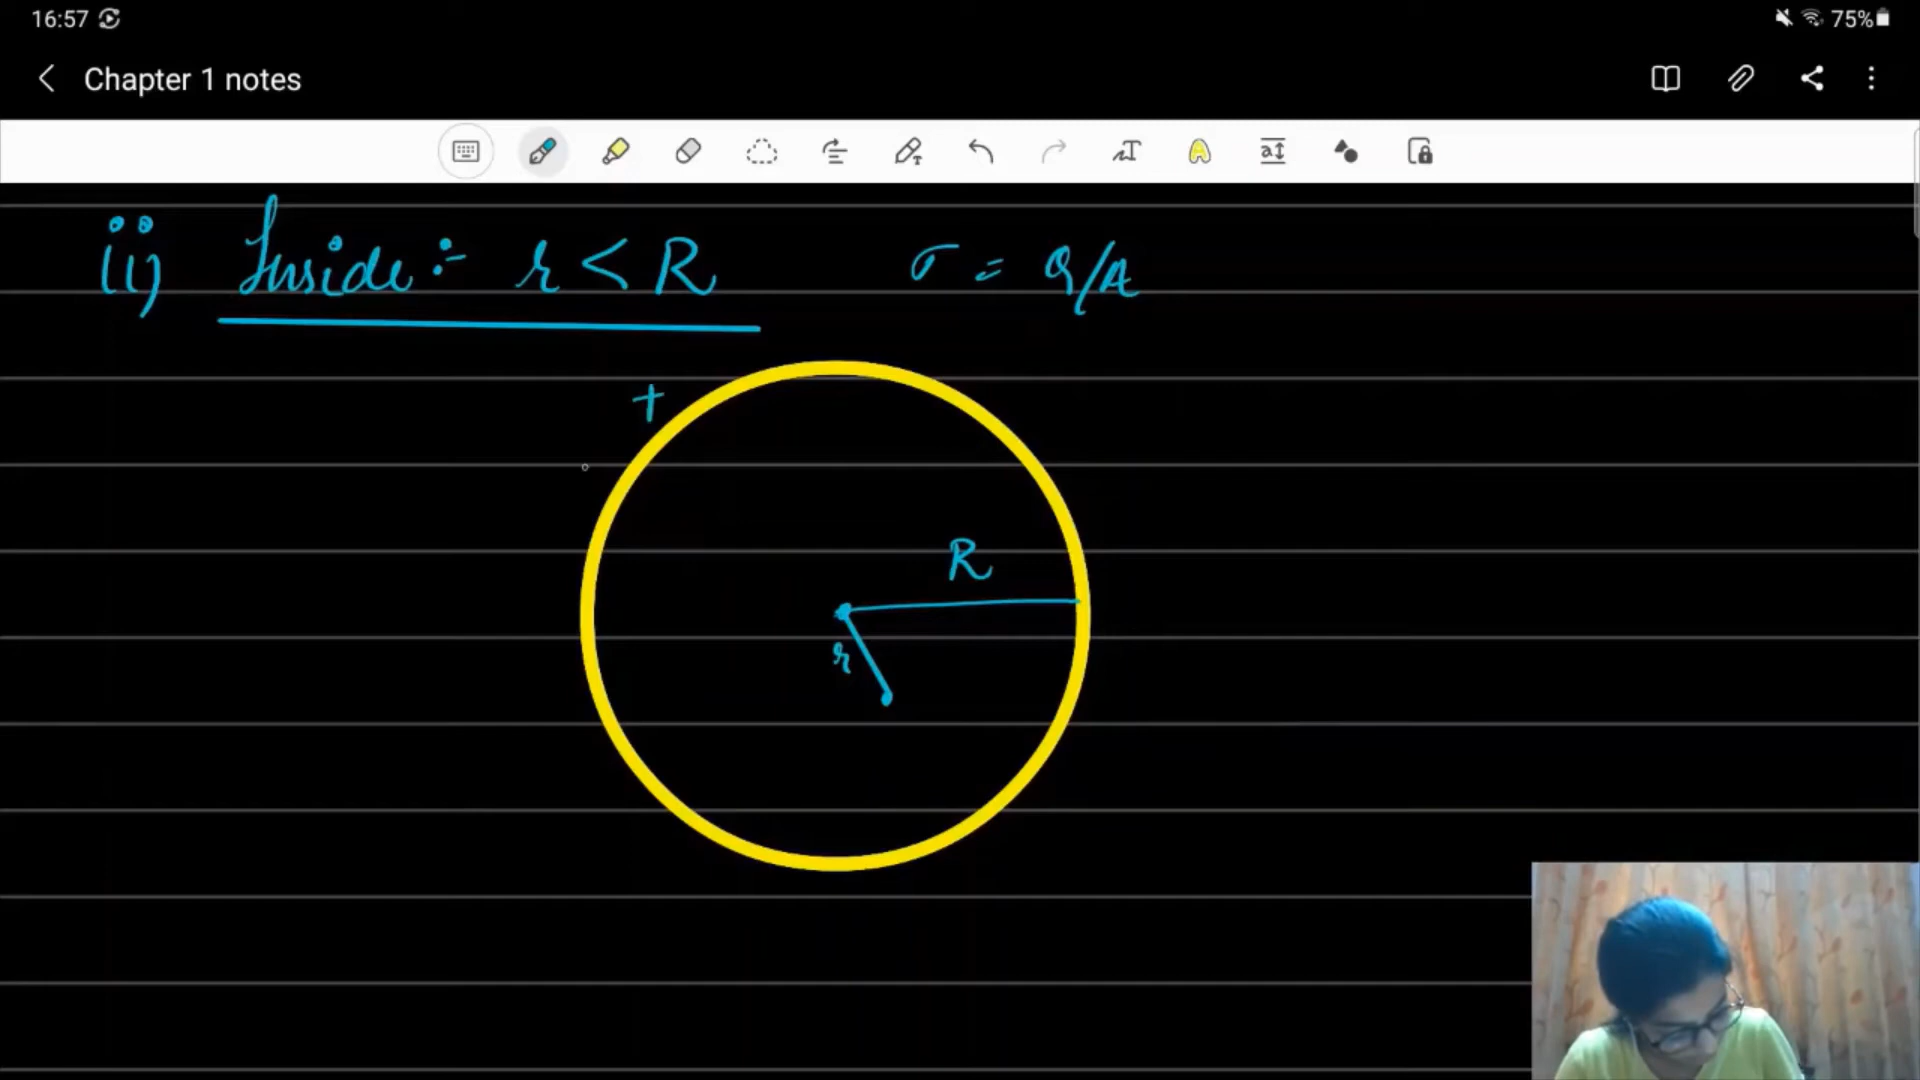 16:57 75%
Chapter 1 notes
(ii) Inside:- r < R σ = Q/A
+
R
r